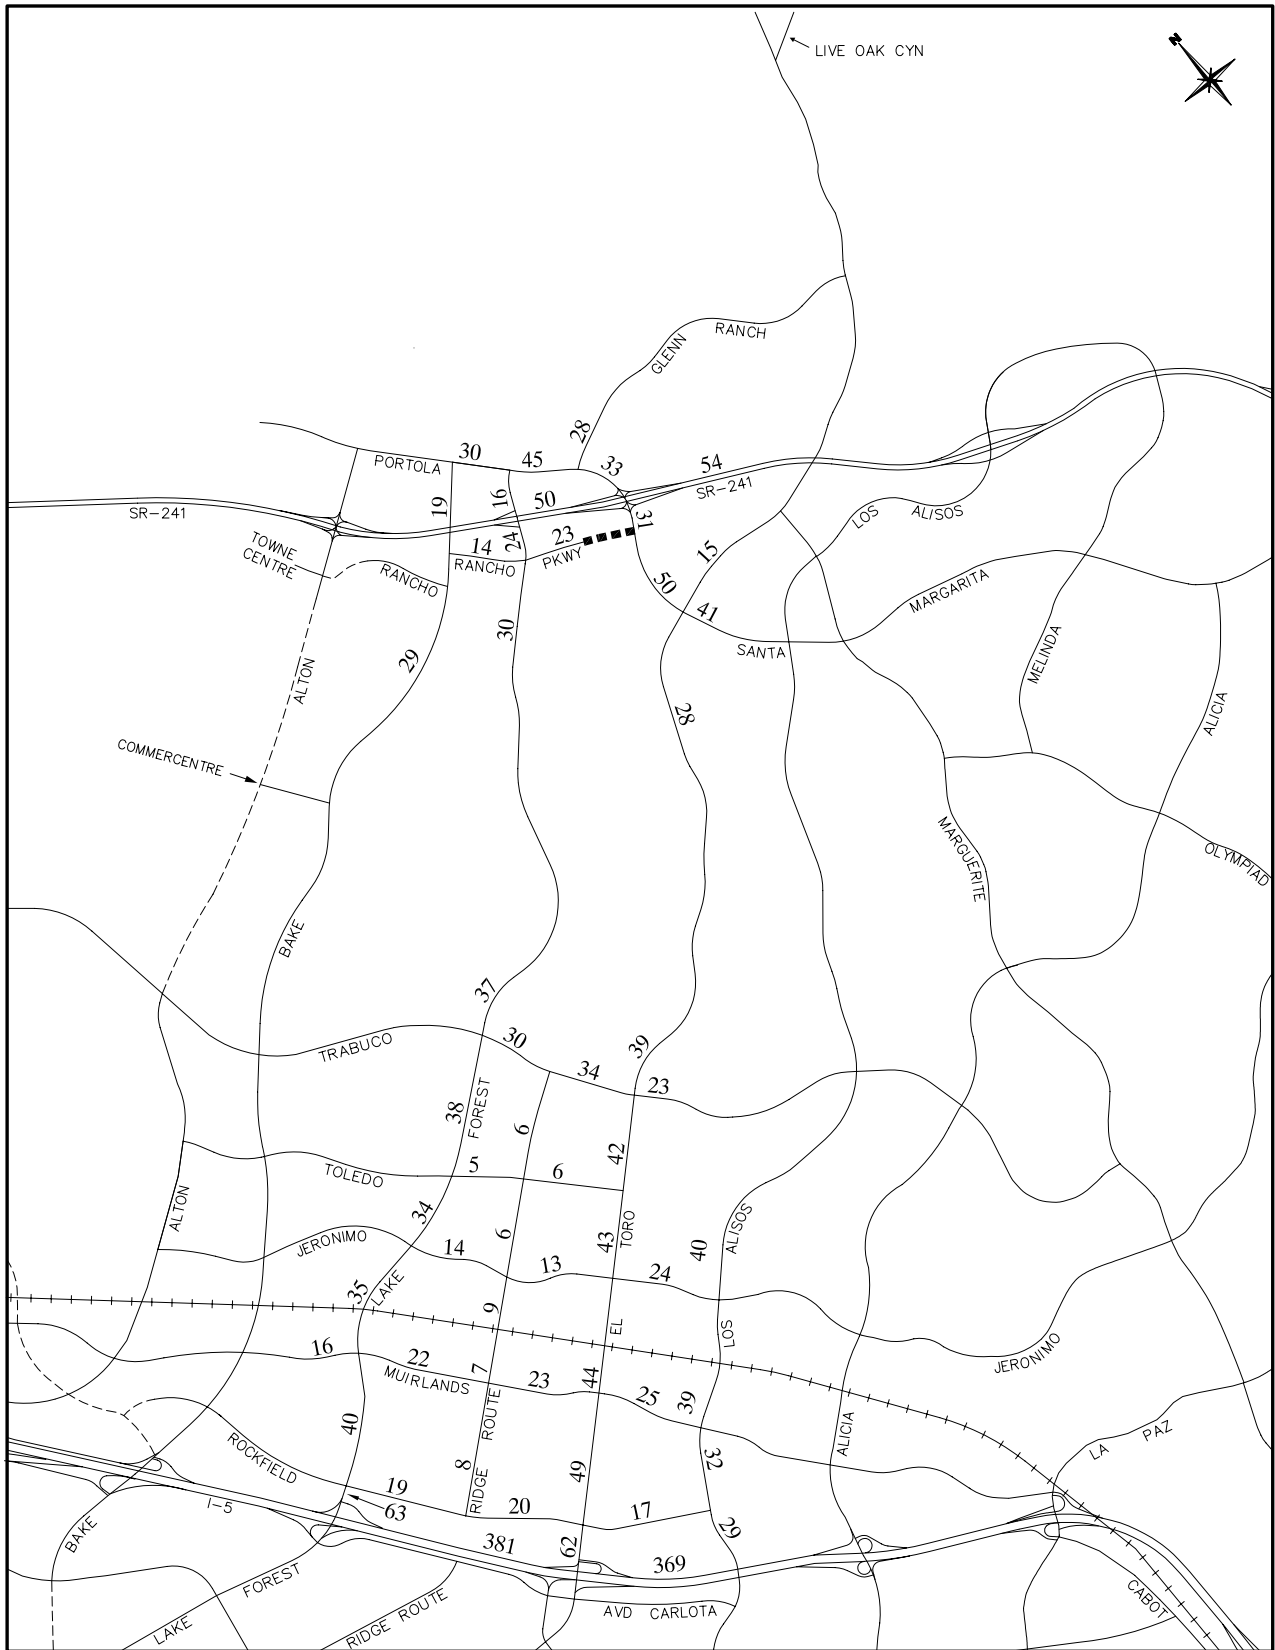 LIVE OAK CYN
N
RANCH
GLENN
28
30
45
33
54
PORTOLA
SR-241
19
16
50
SR-241
31
LOS
ALISOS
TOWNE
CENTRE
RANCHO
14
24
23
RANCHO
PKWY
15
50
41
MARGARITA
SANTA
30
29
ALTON
MELINDA
28
ALICIA
COMMERCENTRE
MARGUERITE
OLYMPIAD
BAKE
37
TRABUCO
30
39
34
23
38
FOREST
6
42
TOLEDO
5
6
ALTON
34
JERONIMO
14
6
43
TORO
40
ALISOS
13
24
35
LAKE
9
EL
LOS
16
22
MUIRLANDS
7
23
44
25
39
JERONIMO
40
ROUTE
ALICIA
LA PAZ
ROCKFIELD
8
49
32
19
RIDGE
20
17
29
I-5
63
381
62
369
BAKE
FOREST
LAKE
RIDGE ROUTE
AVD CARLOTA
CABOT